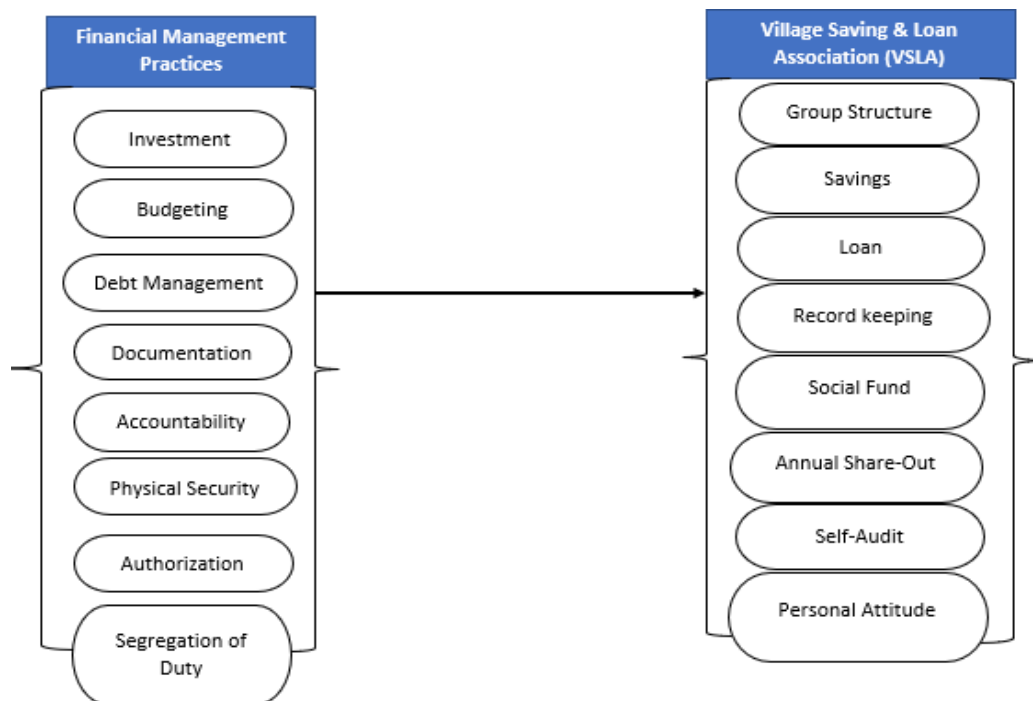 Financial Management
Practices
Investment
Budgeting
Debt Management
Documentation
Accountability
Physical Security
Authorization
Segregation of
Duty
Village Saving & Loan
Association (VSLA)
Group Structure
Savings
Loan
Record keeping
Social Fund
Annual Share-Out
Self-Audit
Personal Attitude